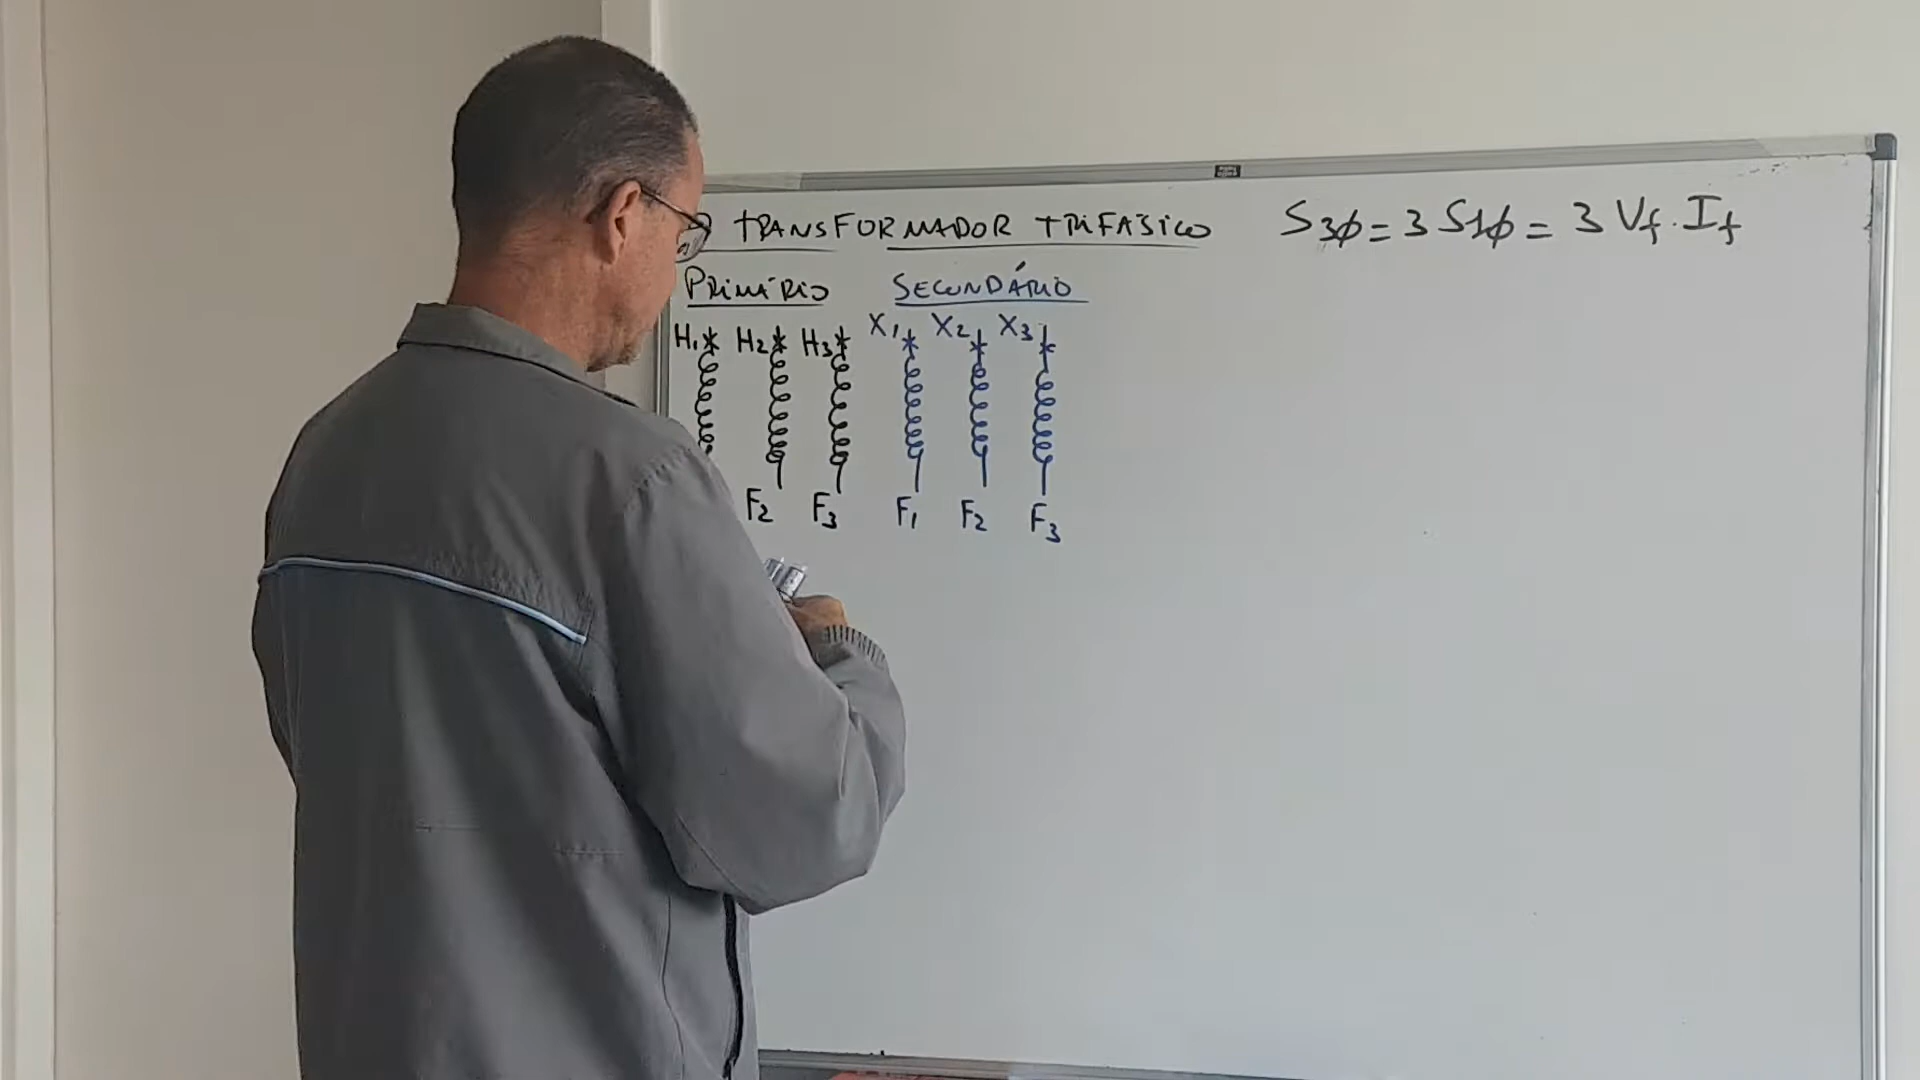 TRANSFORMADOR TRIFÁSICO
S3φ = 3 S1φ = 3 Vf . If
PRIMÁRIO SECUNDÁRIO
H1* H2* H3* X1* X2* X3*
F2 F3 F1 F2 F3